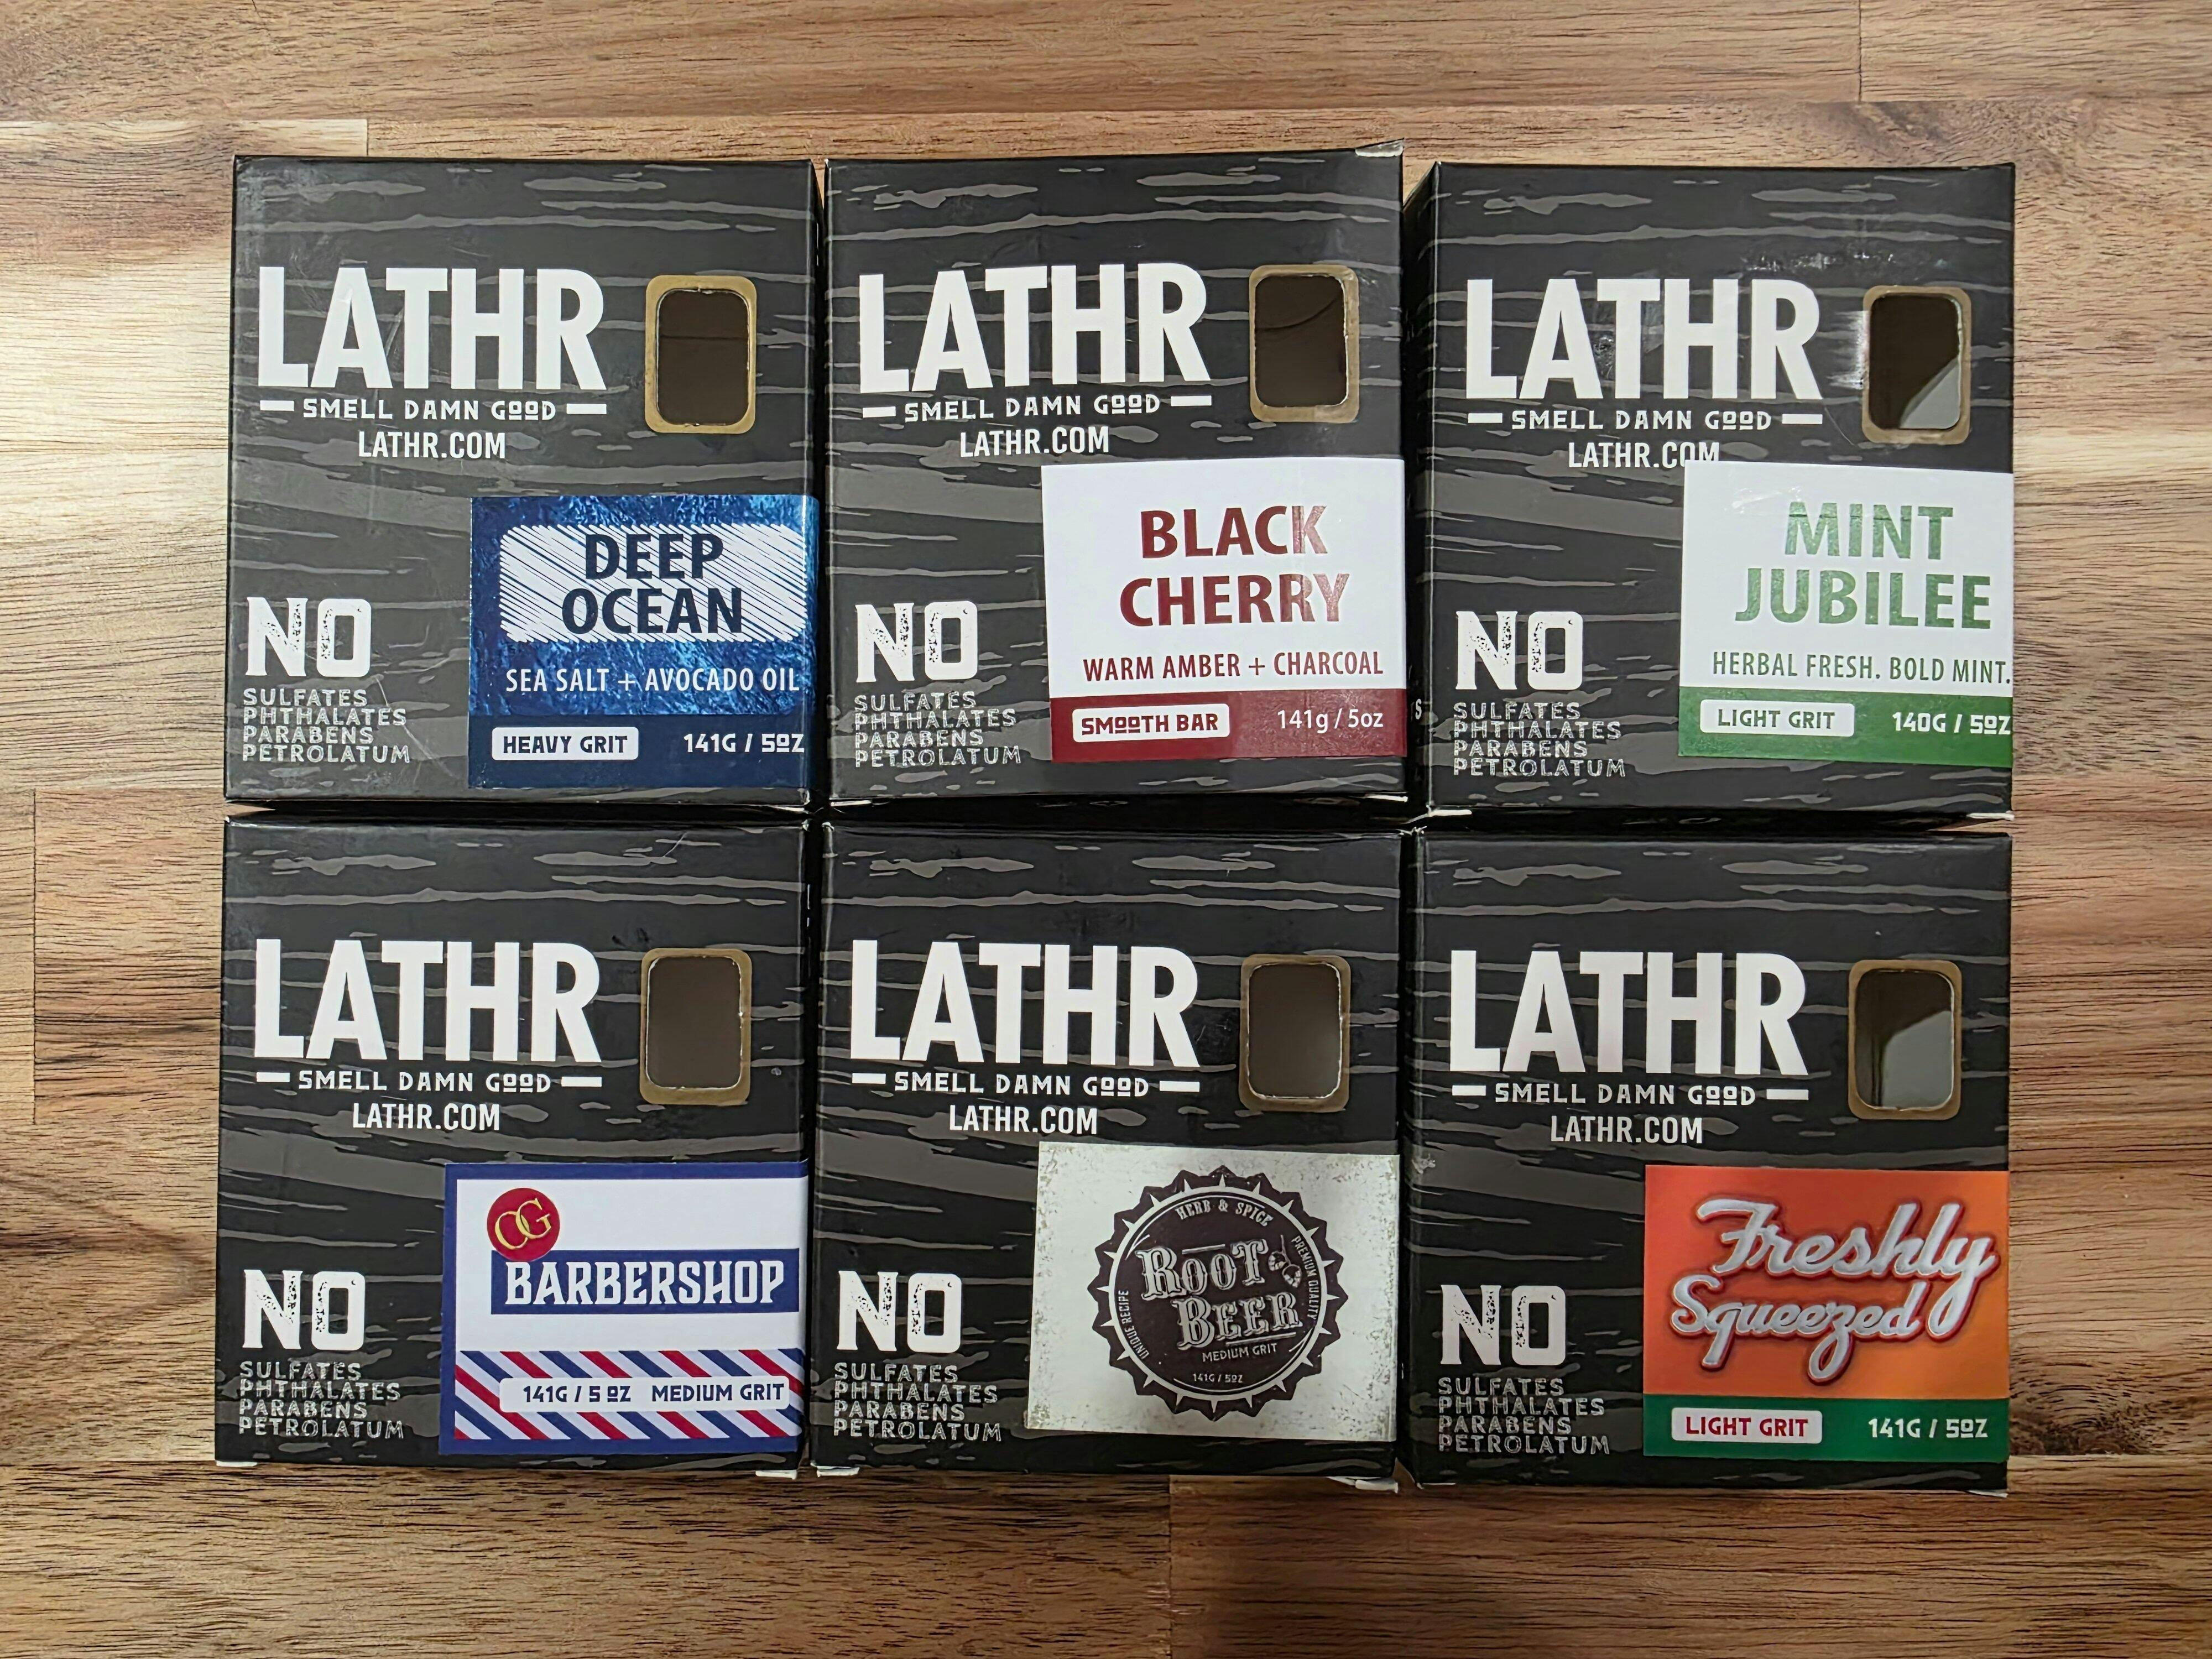 LATHR
SMELL DAMN GOOD
LATHR.COM
DEEP
OCEAN
SEA SALT + AVOCADO OIL
HEAVY GRIT 141G / 5OZ
NO
SULFATES
PHTHALATES
PARABENS
PETROLATUM
LATHR
SMELL DAMN GOOD
LATHR.COM
BLACK
CHERRY
WARM AMBER + CHARCOAL
SMOOTH BAR 141g / 5oz
NO
SULFATES
PHTHALATES
PARABENS
PETROLATUM
LATHR
SMELL DAMN GOOD
LATHR.COM
MINT
JUBILEE
HERBAL FRESH. BOLD MINT.
LIGHT GRIT 140G / 5OZ
NO
SULFATES
PHTHALATES
PARABENS
PETROLATUM
LATHR
SMELL DAMN GOOD
LATHR.COM
OG
BARBERSHOP
141G / 5 OZ MEDIUM GRIT
NO
SULFATES
PHTHALATES
PARABENS
PETROLATUM
LATHR
SMELL DAMN GOOD
LATHR.COM
HERB & SPICE
PREMIUM QUALITY
UNIQUE RECIPE
ROOT
BEER
MEDIUM GRIT
141G / 5OZ
NO
SULFATES
PHTHALATES
PARABENS
PETROLATUM
LATHR
SMELL DAMN GOOD
LATHR.COM
Freshly
Squeezed
LIGHT GRIT 141G / 5OZ
NO
SULFATES
PHTHALATES
PARABENS
PETROLATUM